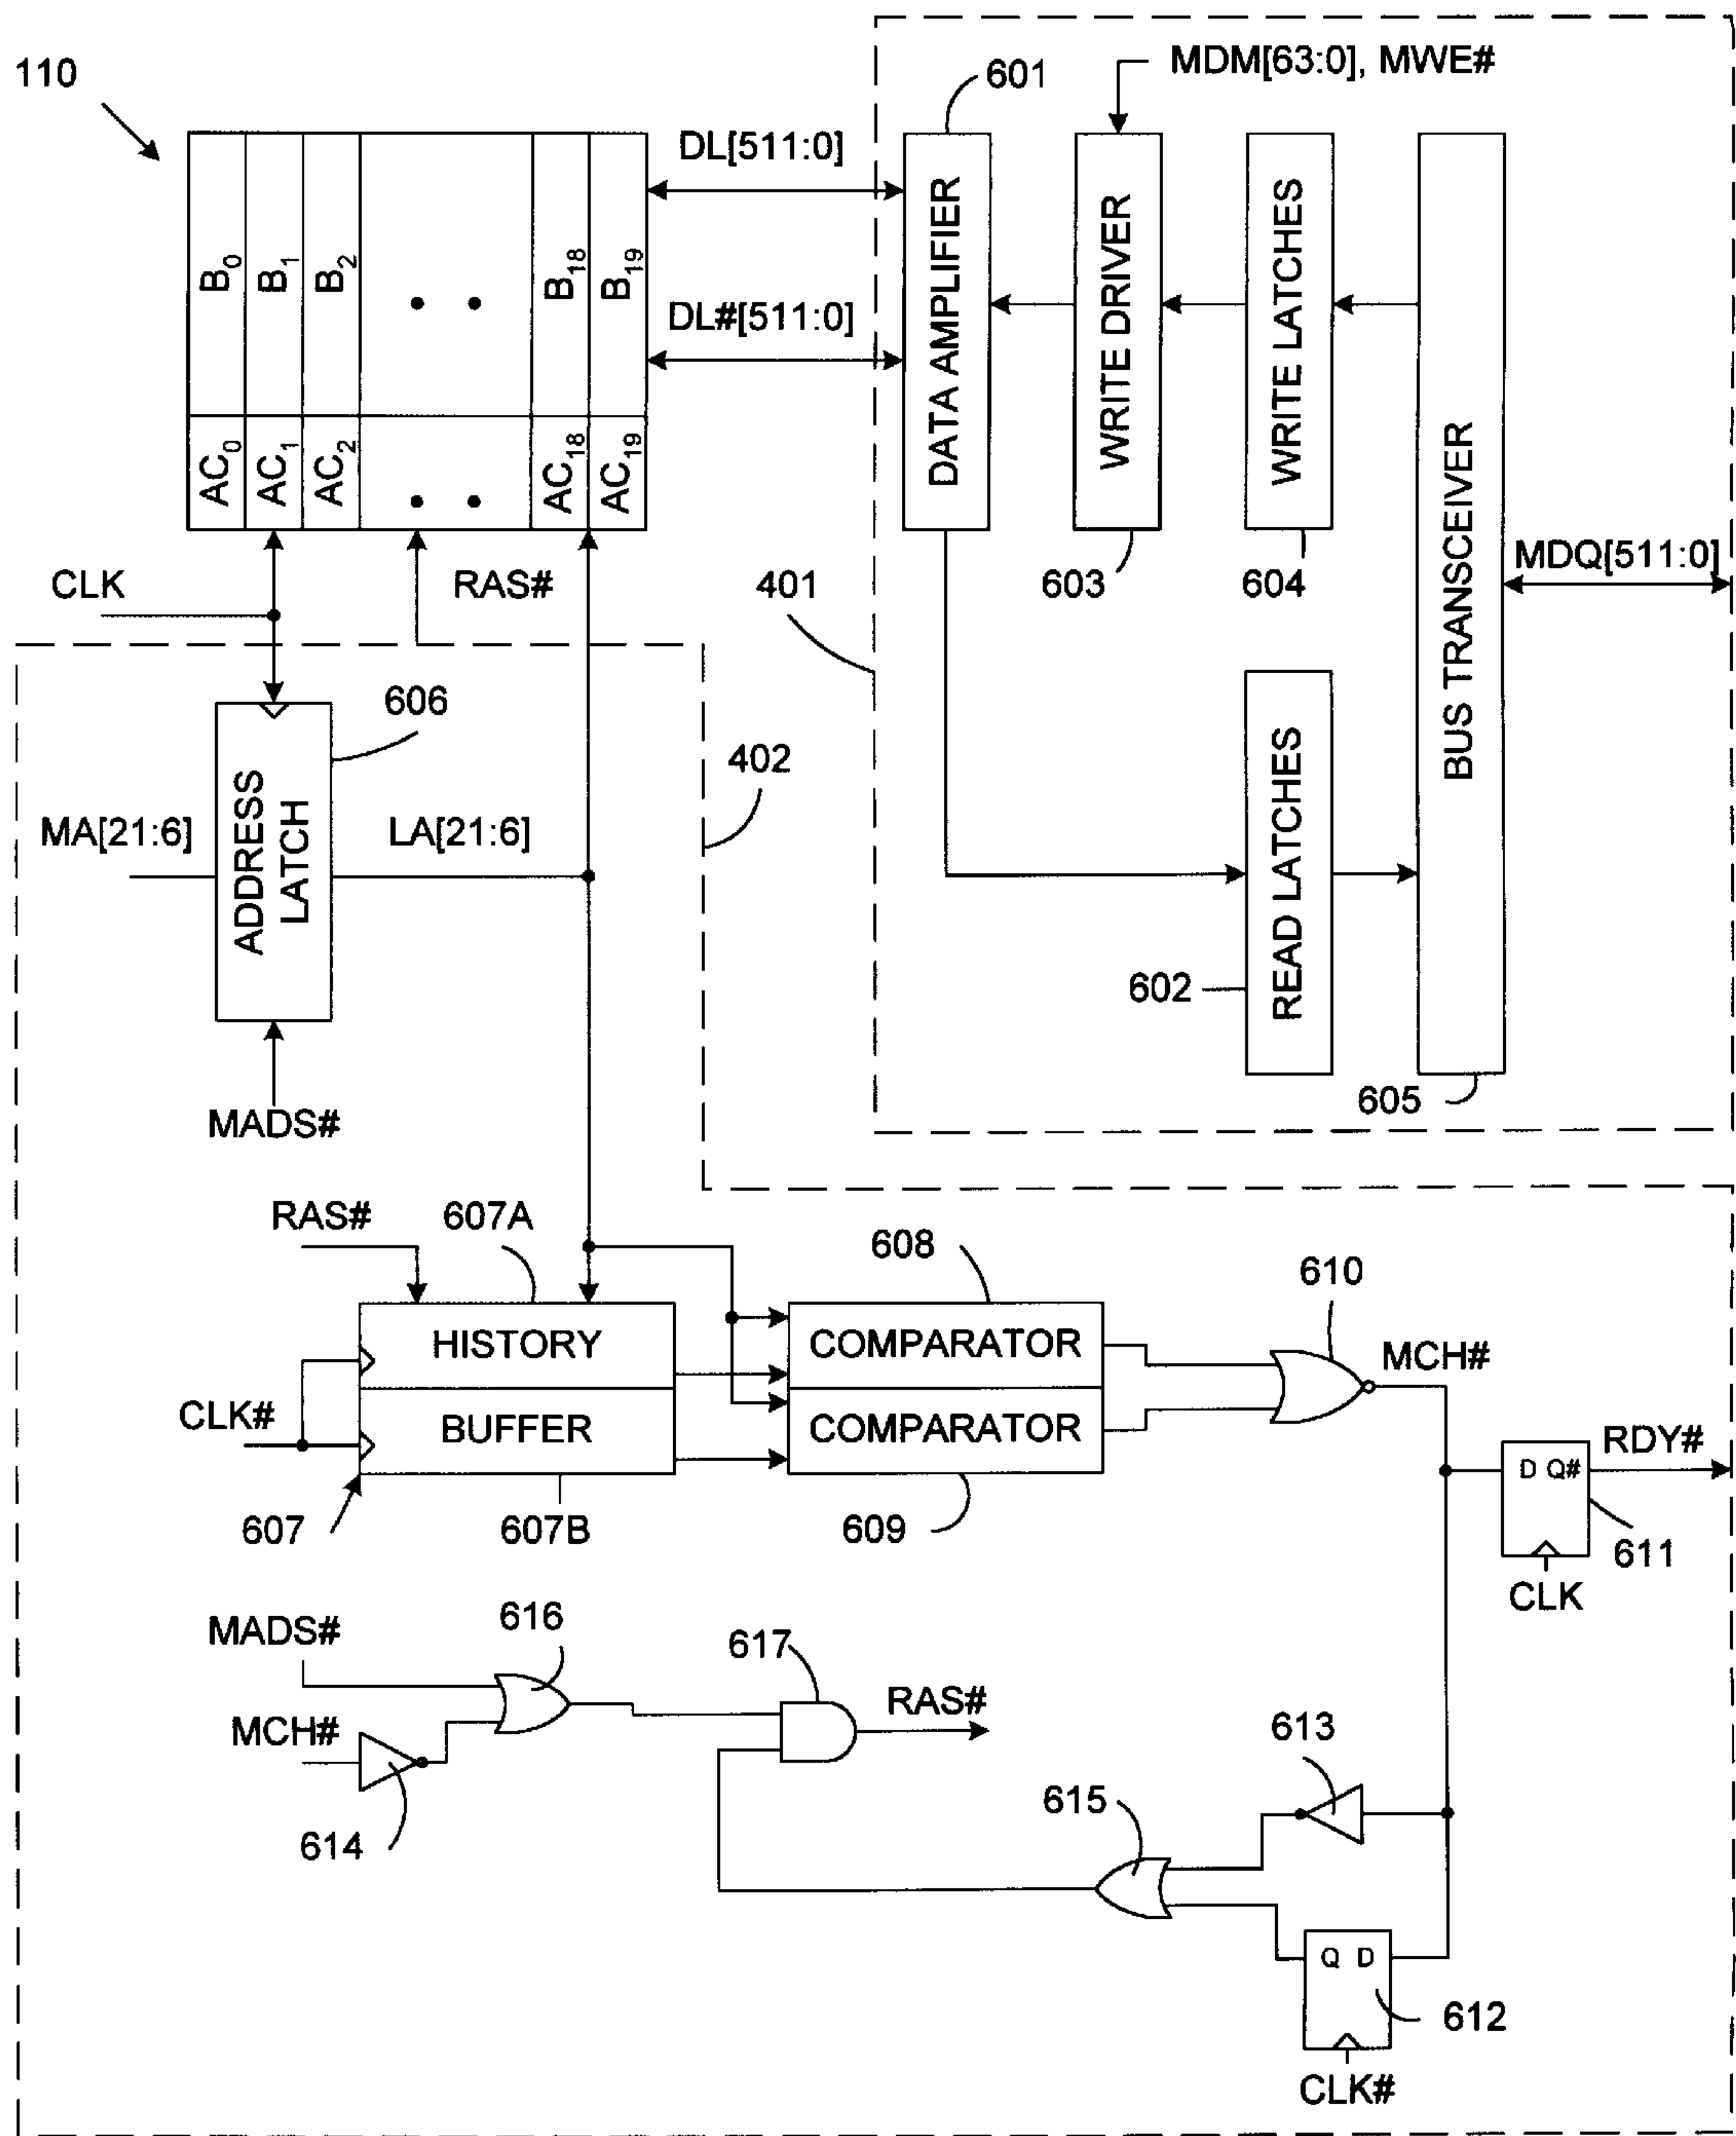 110
601
MDM[63:0], MWE#
DL[511:0]
DL#[511:0]
B0
B1
B2
B18
B19
AC0
AC1
AC2
AC18
AC19
DATA AMPLIFIER
WRITE DRIVER
WRITE LATCHES
BUS TRANSCEIVER
603
604
MDQ[511:0]
CLK
RAS#
401
606
402
ADDRESS
LATCH
MA[21:6]
LA[21:6]
READ LATCHES
602
MADS#
605
RAS#
607A
608
610
HISTORY
COMPARATOR
MCH#
CLK#
BUFFER
COMPARATOR
RDY#
D Q#
607
607B
609
611
CLK
MADS#
616
617
RAS#
MCH#
613
615
614
Q D
612
CLK#